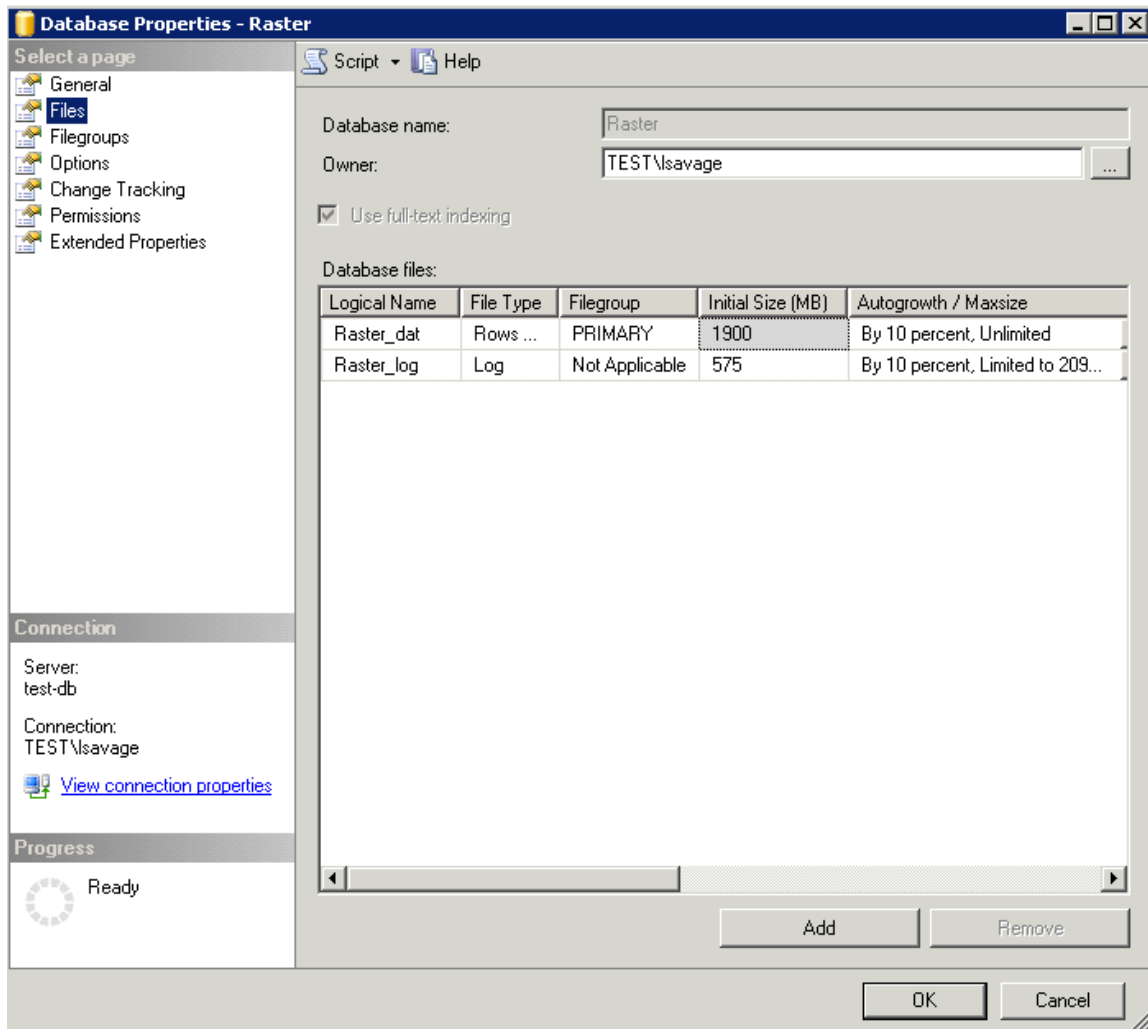 Database Properties - Raster
Select a page
General
Files
Filegroups
Options
Change Tracking
Permissions
Extended Properties
Connection
Server:
test-db
Connection:
TEST\lsavage
View connection properties
Progress
Ready
Script Help
Database name: Raster
Owner: TEST\lsavage ...
Use full-text indexing
Database files:
Logical Name File Type Filegroup Initial Size (MB) Autogrowth / Maxsize
Raster_dat Rows ... PRIMARY 1900 By 10 percent, Unlimited
Raster_log Log Not Applicable 575 By 10 percent, Limited to 209...
Add Remove
OK Cancel